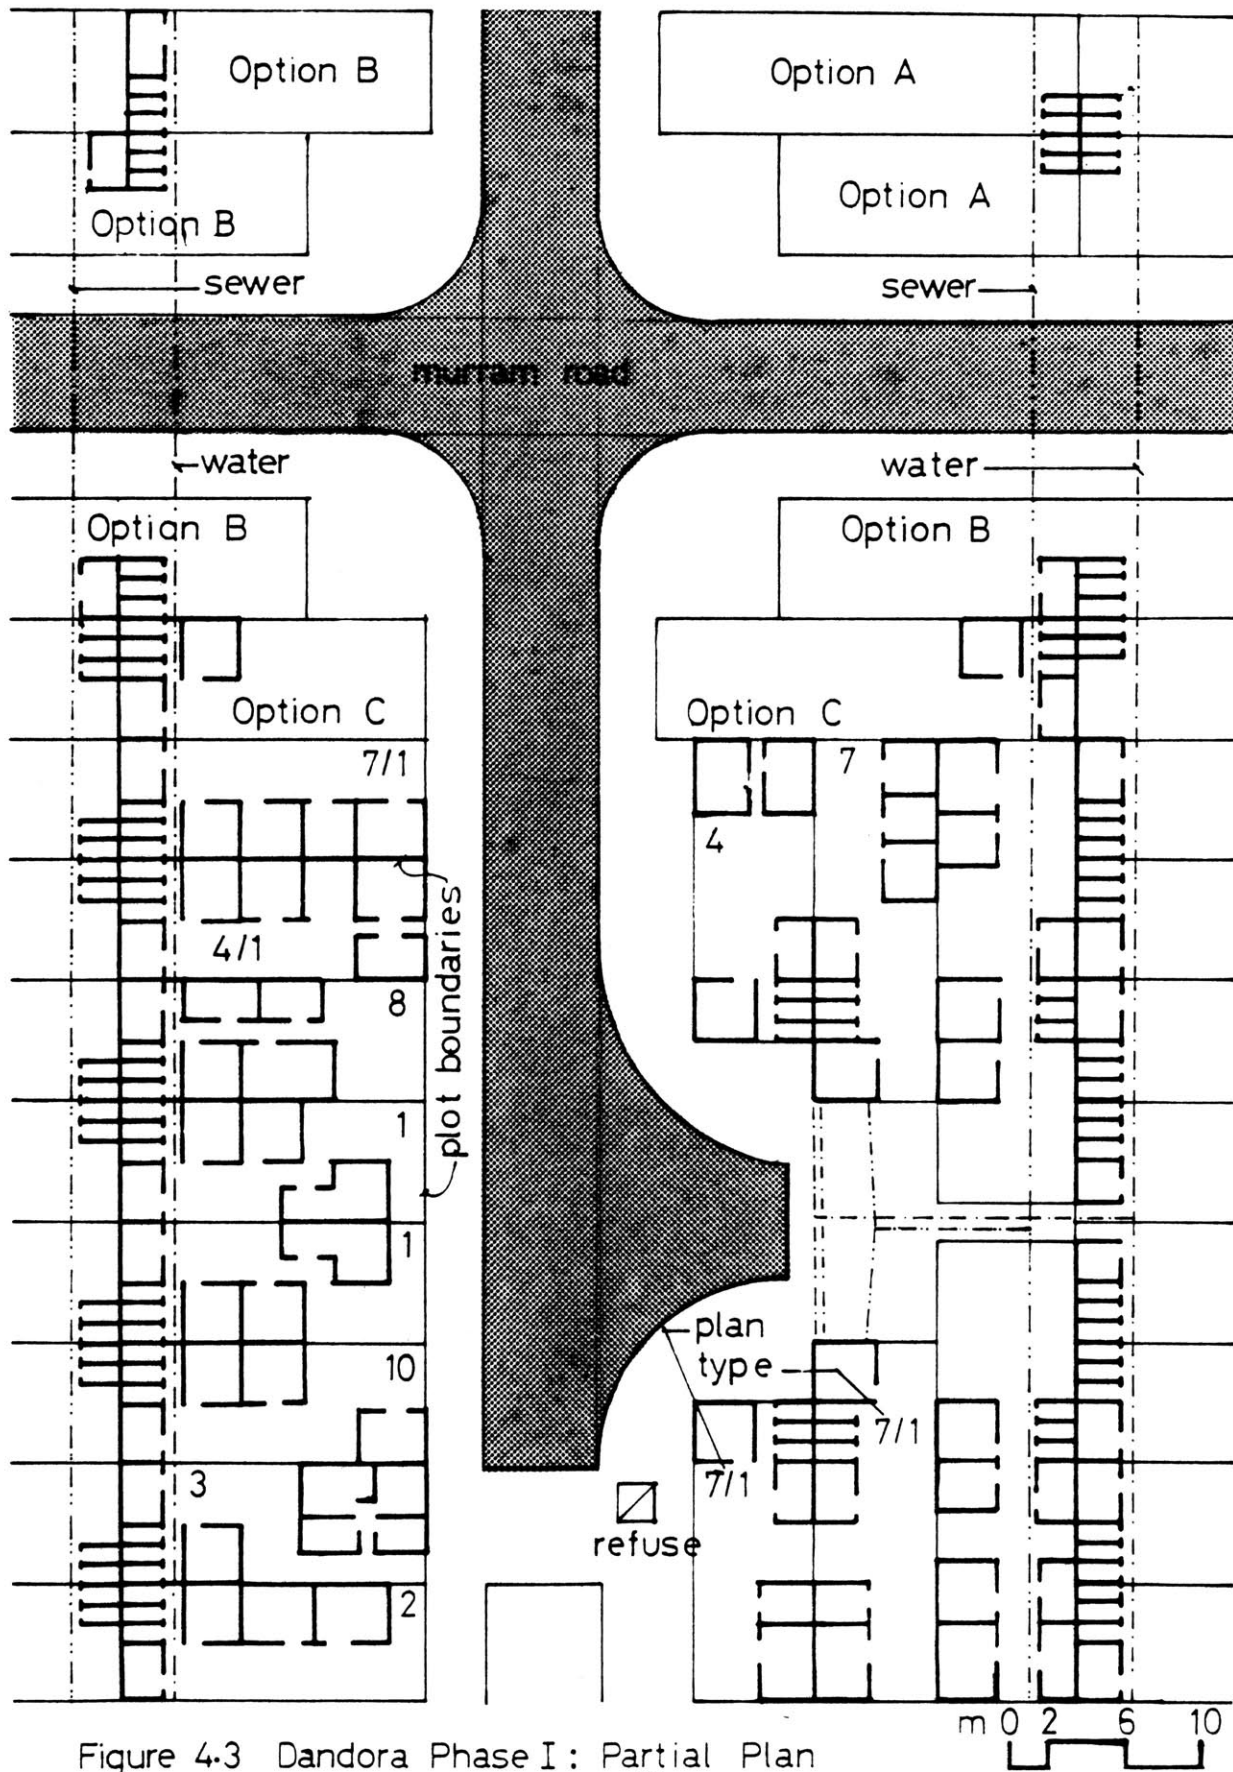 Option B
Option A
Option B
Option A
sewer
sewer
murram road
water
water
Option B
Option B
Option C
Option C
7/1
7
4
4/1
8
plot boundaries
1
1
plan
type
10
7/1
3
7/1
refuse
2
m 0 2 6 10
Figure 4.3 Dandora Phase I : Partial Plan